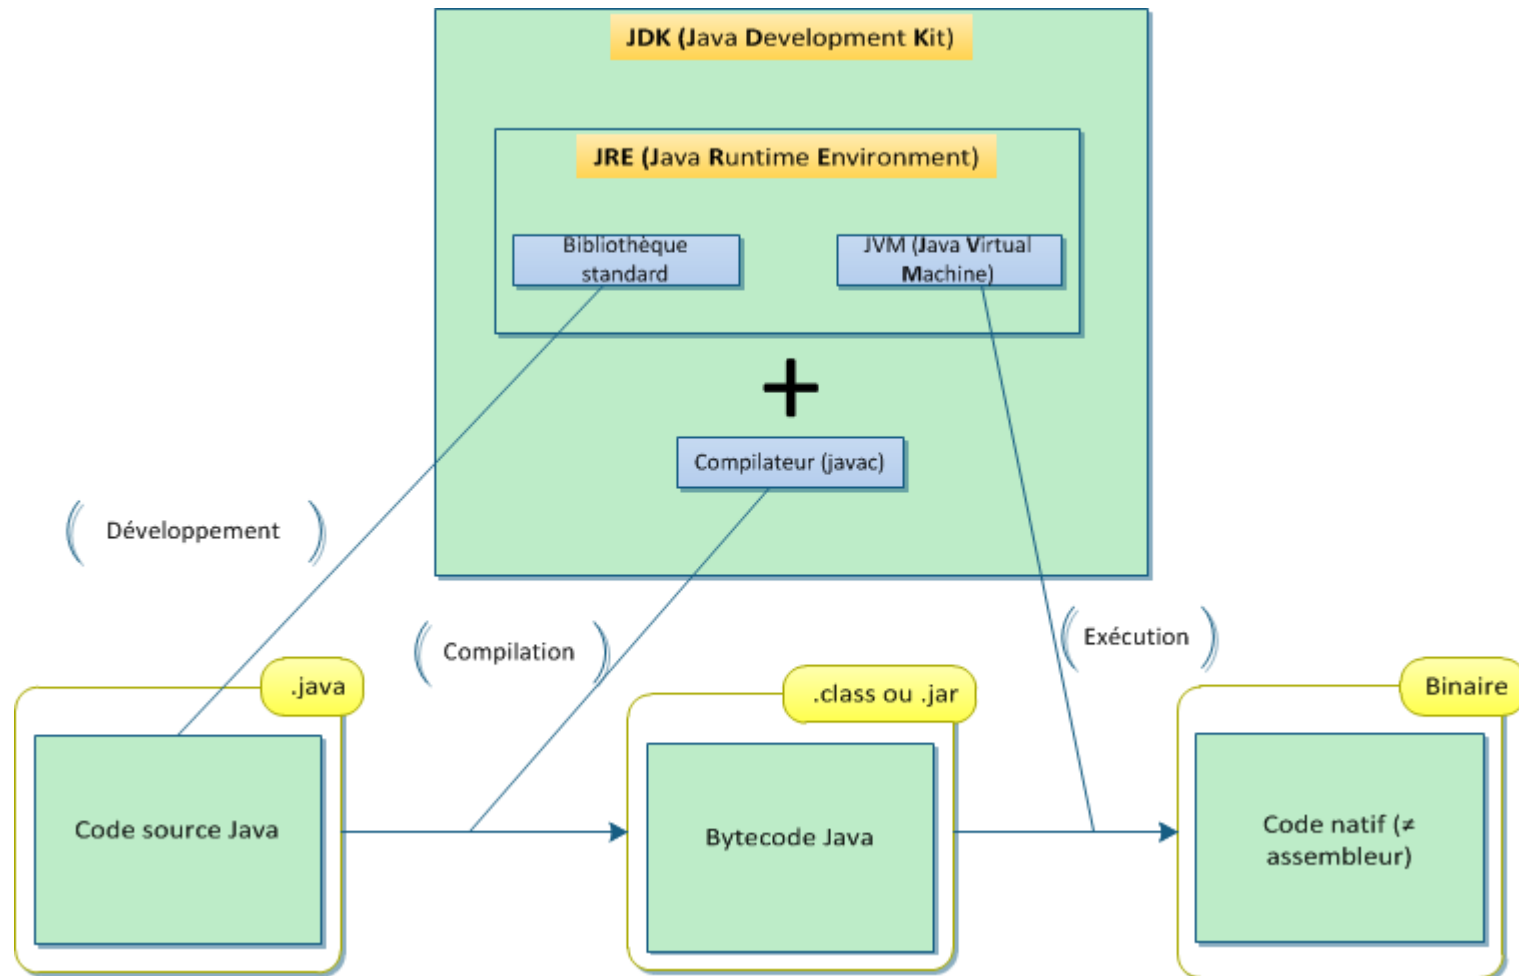 JDK (Java Development Kit)
JRE (Java Runtime Environment)
Bibliothèque
standard
JVM (Java Virtual
Machine)
Compilateur (javac)
Développement
Compilation
Exécution
.java
.class ou .jar
Binaire
Code source Java
Bytecode Java
Code natif (≠
assembleur)